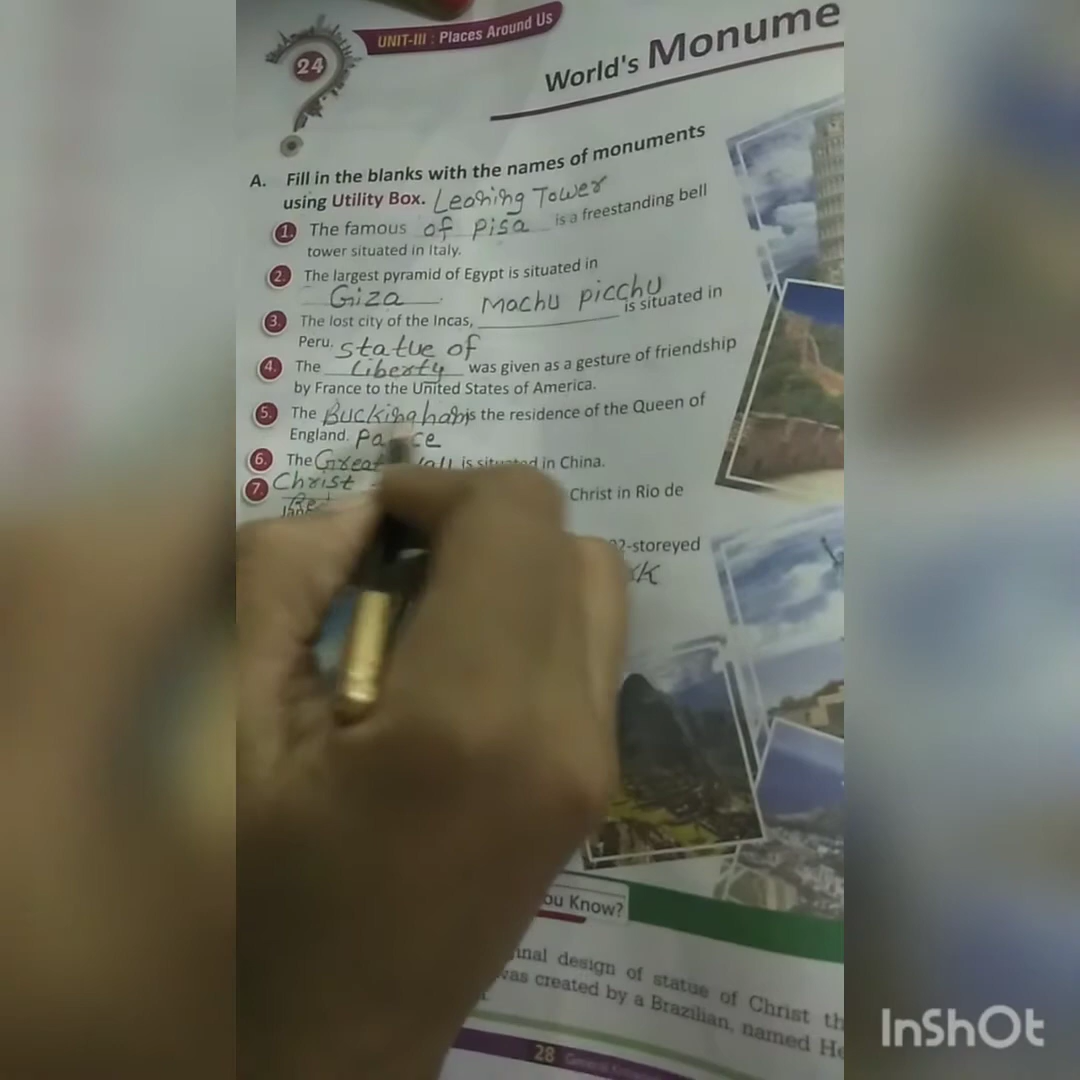 UNIT-III : Places Around Us
24
World's Monume
A. Fill in the blanks with the names of monuments
using Utility Box. Leaning Tower
1. The famous of pisa is a freestanding bell
tower situated in Italy.
2. The largest pyramid of Egypt is situated in
Giza. Machu picchu
3. The lost city of the Incas, is situated in
Peru. statue of
4. The Liberty was given as a gesture of friendship
by France to the United States of America.
5. The Buckingham is the residence of the Queen of
England.
6. The Great is situated in China.
7. Christ
Christ in Rio de
2-storeyed
ou Know?
inal design of statue of Christ th
was created by a Brazilian, named He
28
InShOt